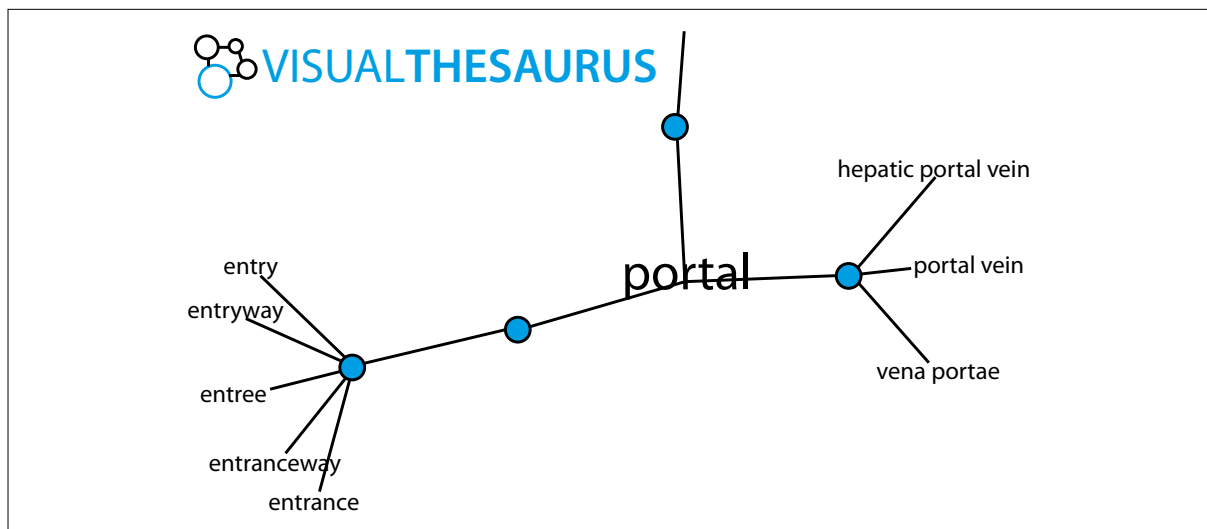 VISUALTHESAURUS
hepatic portal vein
entry
portal
portal vein
entryway
entree
vena portae
entranceway
entrance